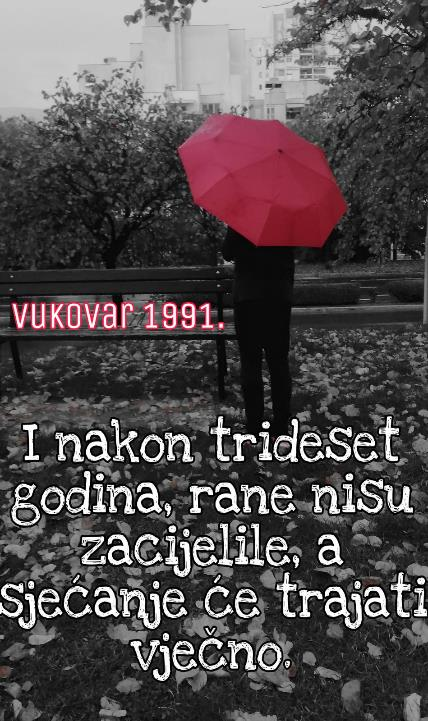 Vukovar 1991.
I nakon trideset
godina, rane nisu
zacijelile, a
sjećanje će trajati
vječno.